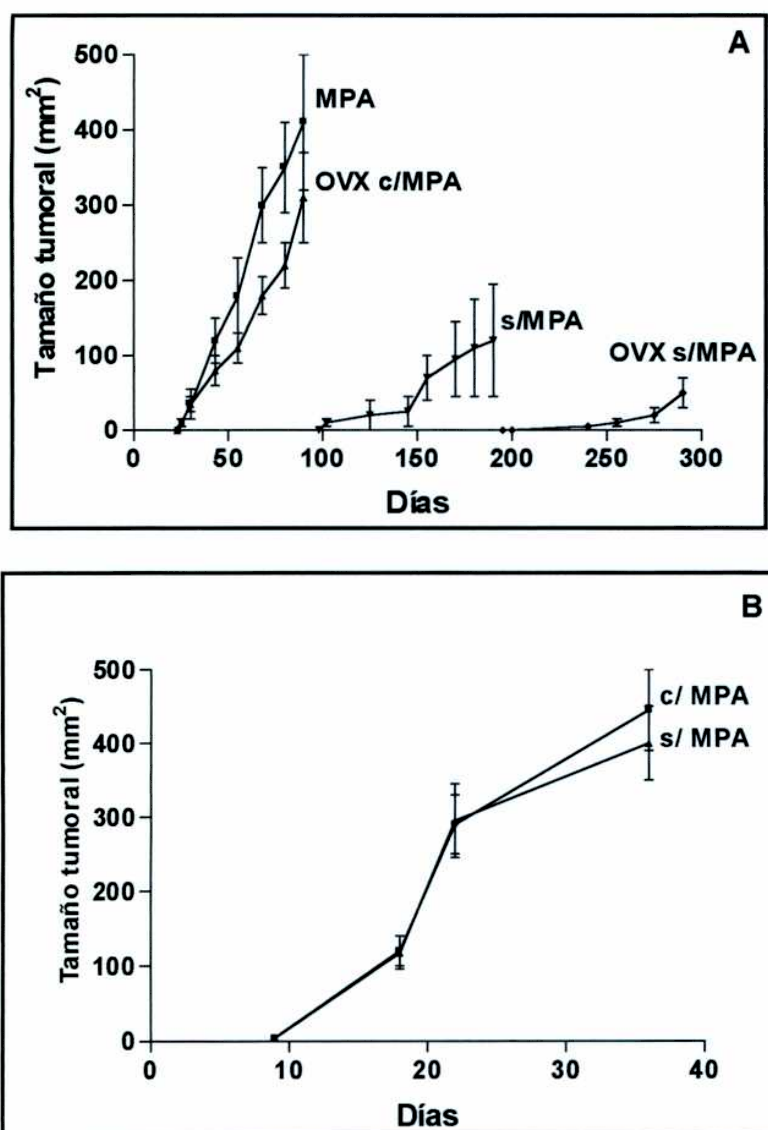 A
500
400
300
200
100
0
Tamaño tumoral (mm²)
MPA
OVX c/MPA
s/MPA
OVX s/MPA
0 50 100 150 200 250 300
Días
B
500
400
300
200
100
0
Tamaño tumoral (mm²)
c/ MPA
s/ MPA
0 10 20 30 40
Días